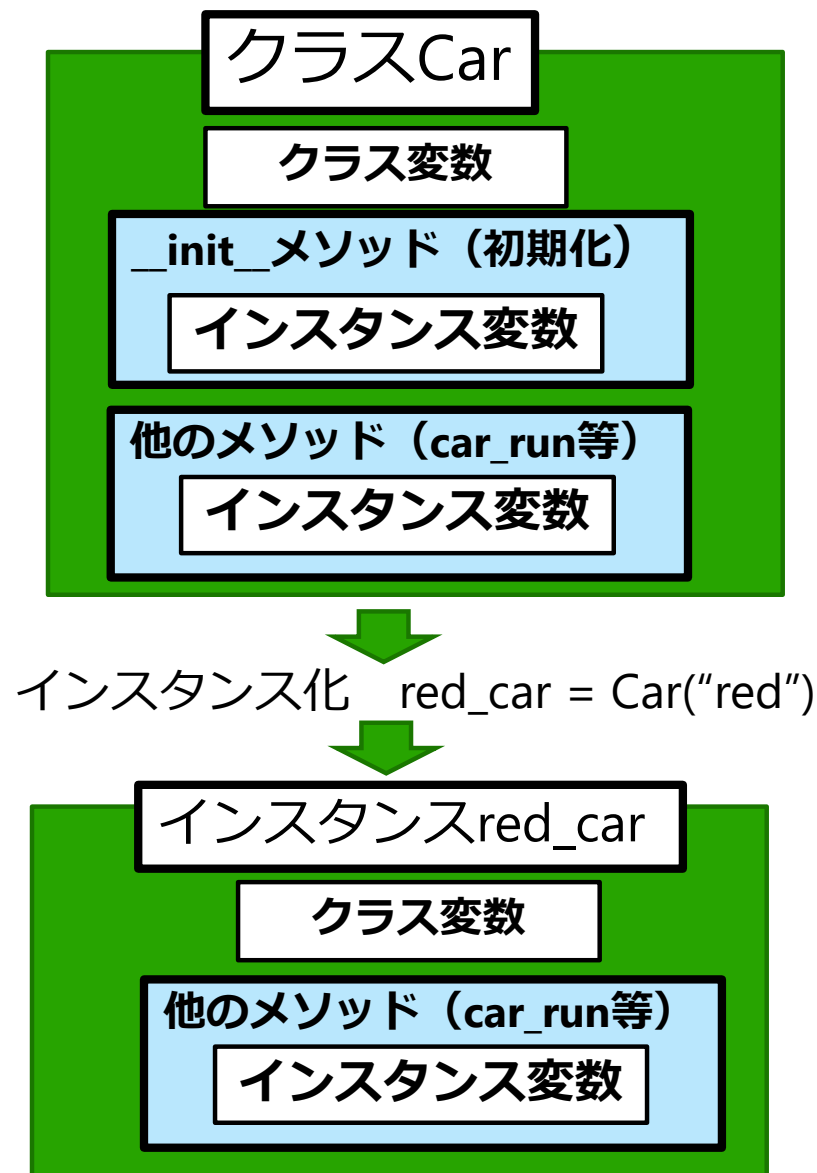 クラスCar
クラス変数
__init__メソッド（初期化）
インスタンス変数
他のメソッド（car_run等）
インスタンス変数
インスタンス化　red_car = Car(“red”)
インスタンスred_car
クラス変数
他のメソッド（car_run等）
インスタンス変数